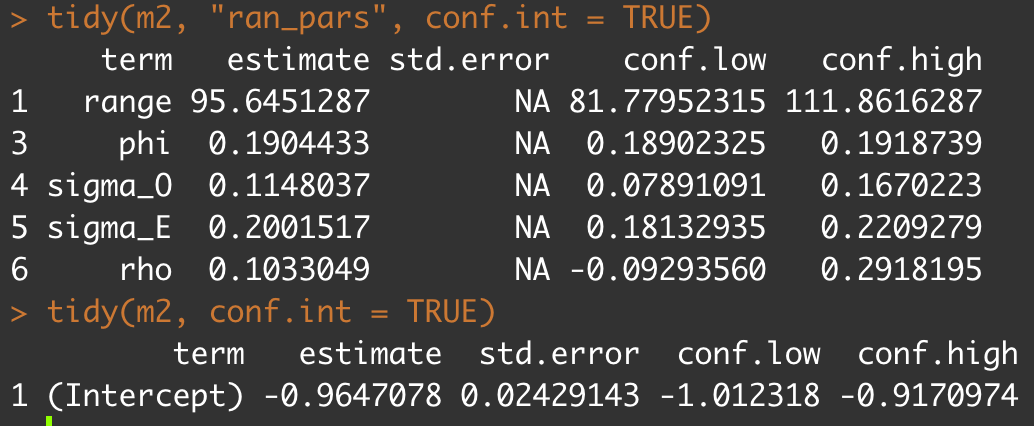 > tidy(m2, "ran_pars", conf.int = TRUE)
term estimate std.error conf.low conf.high
1 range 95.6451287 NA 81.77952315 111.8616287
3 phi 0.1904433 NA 0.18902325 0.1918739
4 sigma_O 0.1148037 NA 0.07891091 0.1670223
5 sigma_E 0.2001517 NA 0.18132935 0.2209279
6 rho 0.1033049 NA -0.09293560 0.2918195
> tidy(m2, conf.int = TRUE)
term estimate std.error conf.low conf.high
1 (Intercept) -0.9647078 0.02429143 -1.012318 -0.9170974